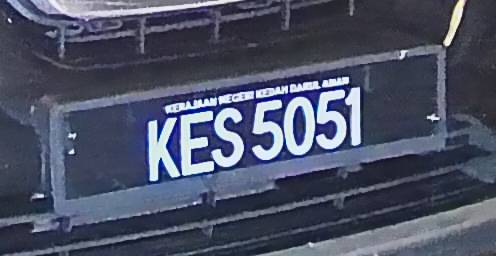 KERAJAAN NEGERI KEDAH DARUL AMAN
KES 5051